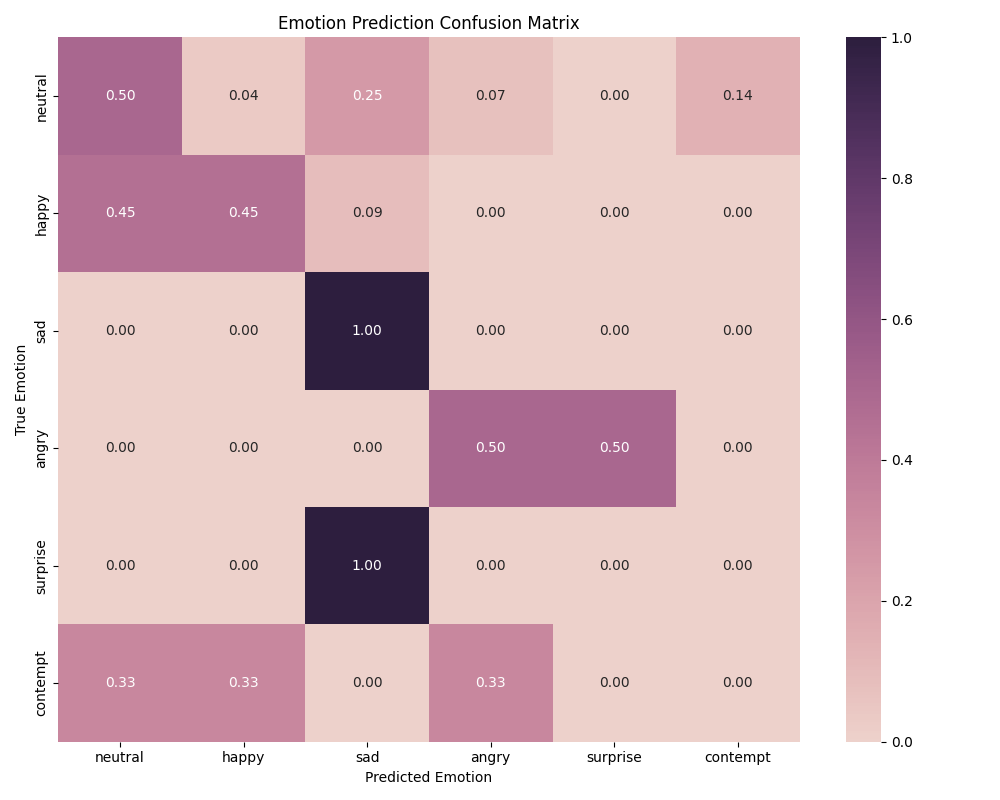 Emotion Prediction Confusion Matrix
neutral 0.50 0.04 0.25 0.07 0.00 0.14
happy 0.45 0.45 0.09 0.00 0.00 0.00
sad 0.00 0.00 1.00 0.00 0.00 0.00
angry 0.00 0.00 0.00 0.50 0.50 0.00
surprise 0.00 0.00 1.00 0.00 0.00 0.00
contempt 0.33 0.33 0.00 0.33 0.00 0.00
True Emotion
neutral happy sad angry surprise contempt
Predicted Emotion
1.0
0.8
0.6
0.4
0.2
0.0